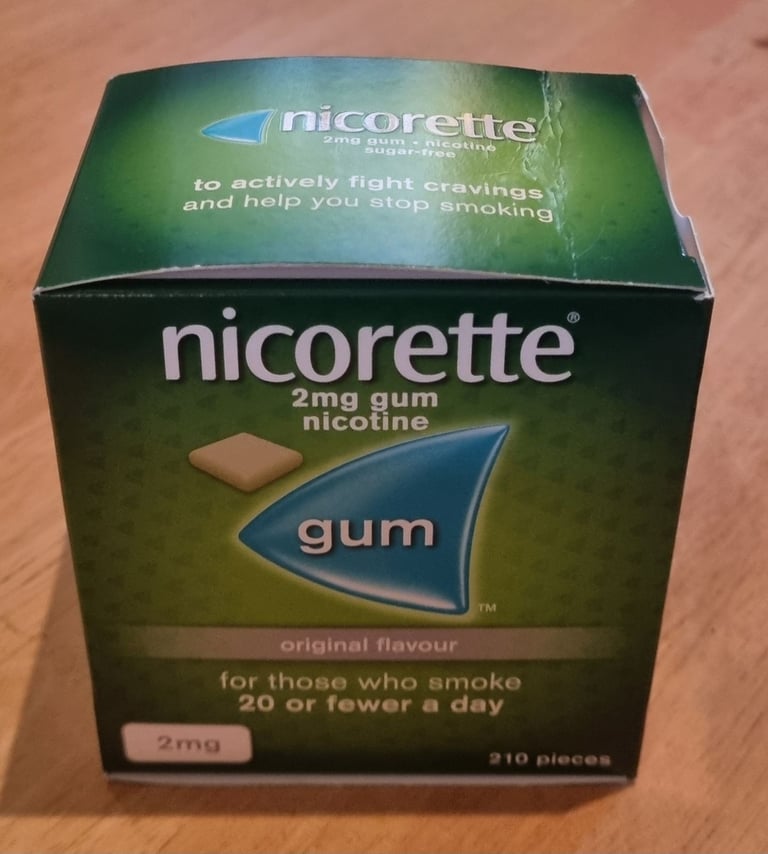 nicorette®
2mg gum • nicotine
sugar-free
to actively fight cravings
and help you stop smoking
nicorette®
2mg gum
nicotine
gum
TM
original flavour
for those who smoke
20 or fewer a day
2mg
210 pieces